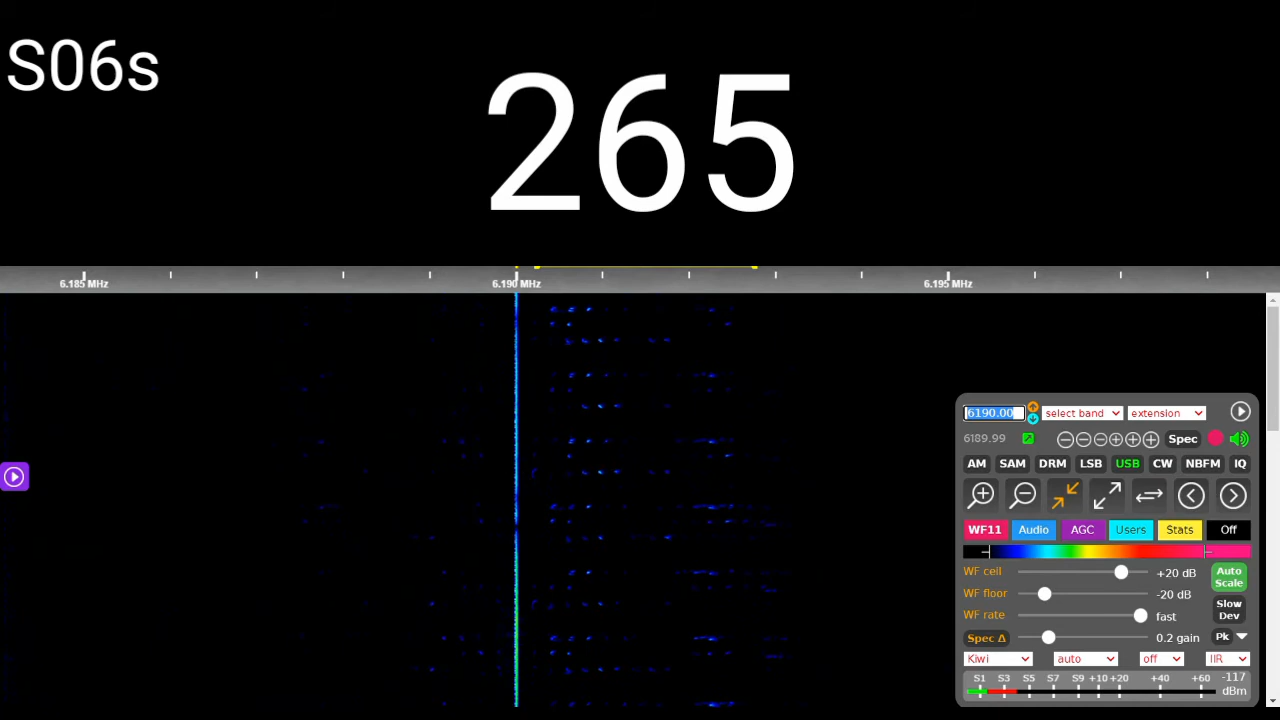 S06s
265
6.185 MHz 6.190 MHz 6.195 MHz
6190.00 select band extension
6189.99 Spec
AM SAM DRM LSB USB CW NBFM IQ
WF11 Audio AGC Users Stats Off
WF ceil +20 dB Auto Scale
WF floor -20 dB
WF rate fast Slow Dev
Spec Δ 0.2 gain Pk
Kiwi auto off IIR
S1 S3 S5 S7 S9 +10 +20 +40 +60 -117 dBm